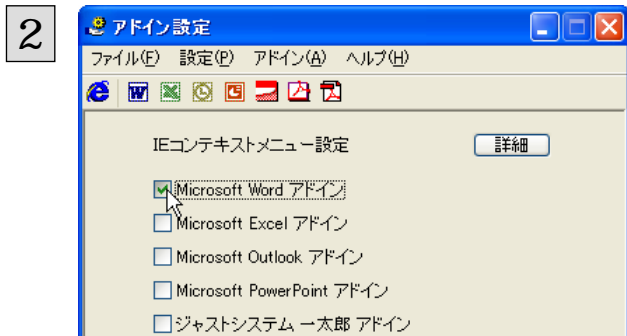 2
アドイン設定
ファイル(F) 設定(P) アドイン(A) ヘルプ(H)
IEコンテキストメニュー設定 詳細
Microsoft Word アドイン
Microsoft Excel アドイン
Microsoft Outlook アドイン
Microsoft PowerPoint アドイン
ジャストシステム 一太郎 アドイン